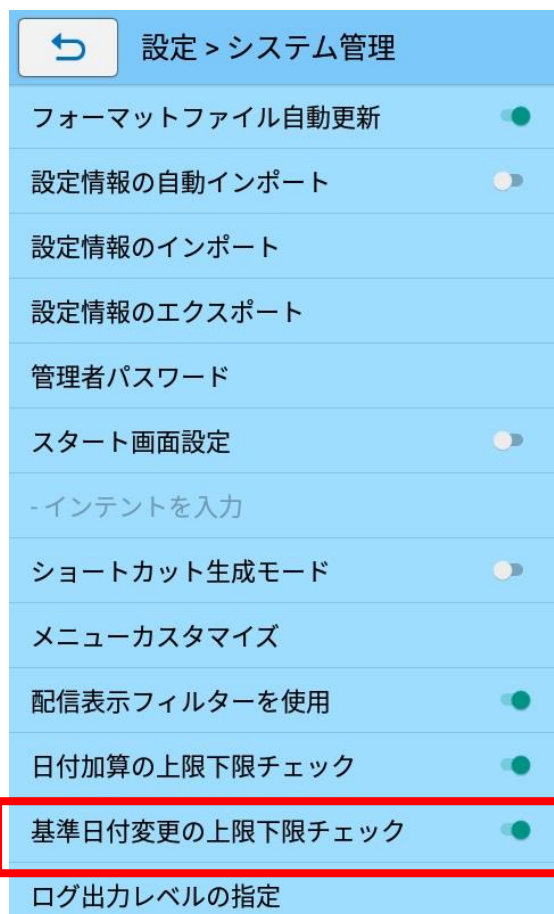 設定 > システム管理
フォーマットファイル自動更新
設定情報の自動インポート
設定情報のインポート
設定情報のエクスポート
管理者パスワード
スタート画面設定
- インテントを入力
ショートカット生成モード
メニューカスタマイズ
配信表示フィルターを使用
日付加算の上限下限チェック
基準日付変更の上限下限チェック
ログ出力レベルの指定